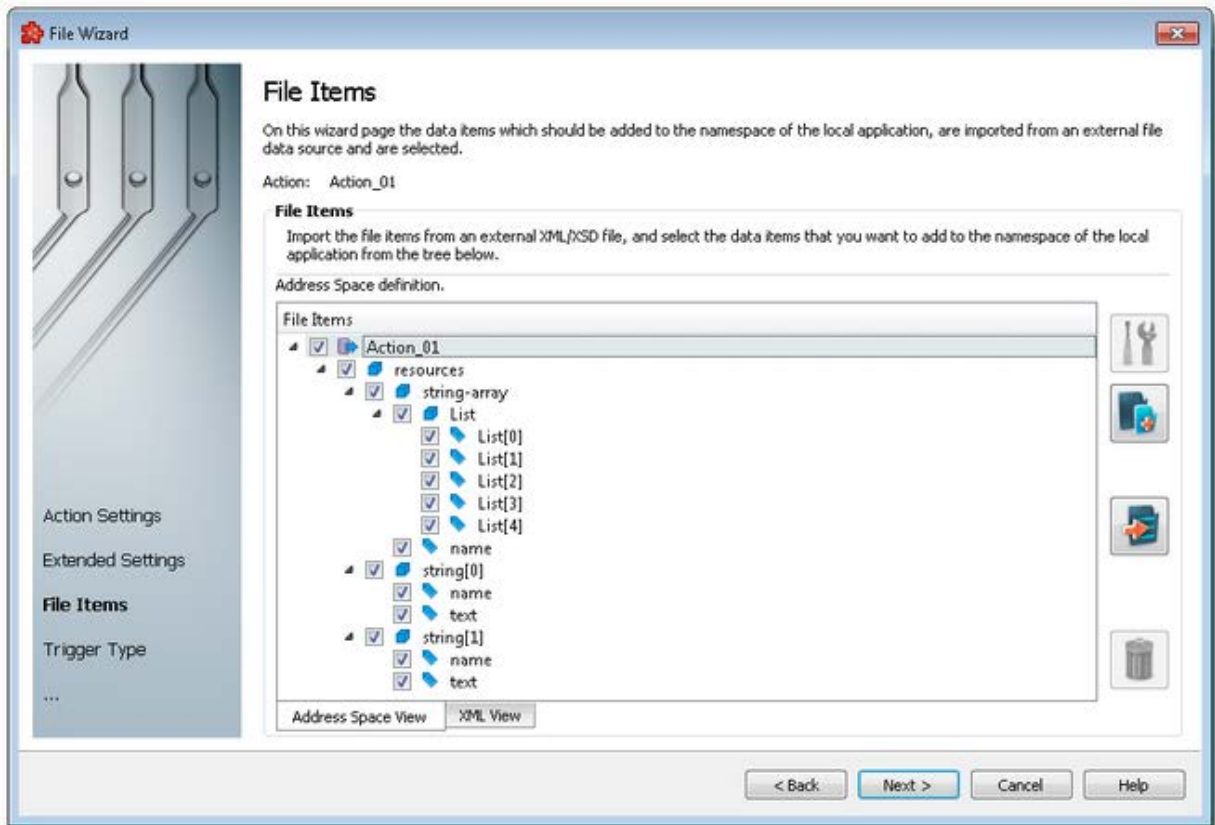 File Wizard
File Items
On this wizard page the data items which should be added to the namespace of the local application, are imported from an external file
data source and are selected.
Action: Action_01
File Items
Import the file items from an external XML/XSD file, and select the data items that you want to add to the namespace of the local
application from the tree below.
Address Space definition.
File Items
Action_01
resources
string-array
List
List[0]
List[1]
List[2]
List[3]
List[4]
name
string[0]
name
text
string[1]
name
text
Address Space View XML View
Action Settings
Extended Settings
File Items
Trigger Type
...
< Back Next > Cancel Help